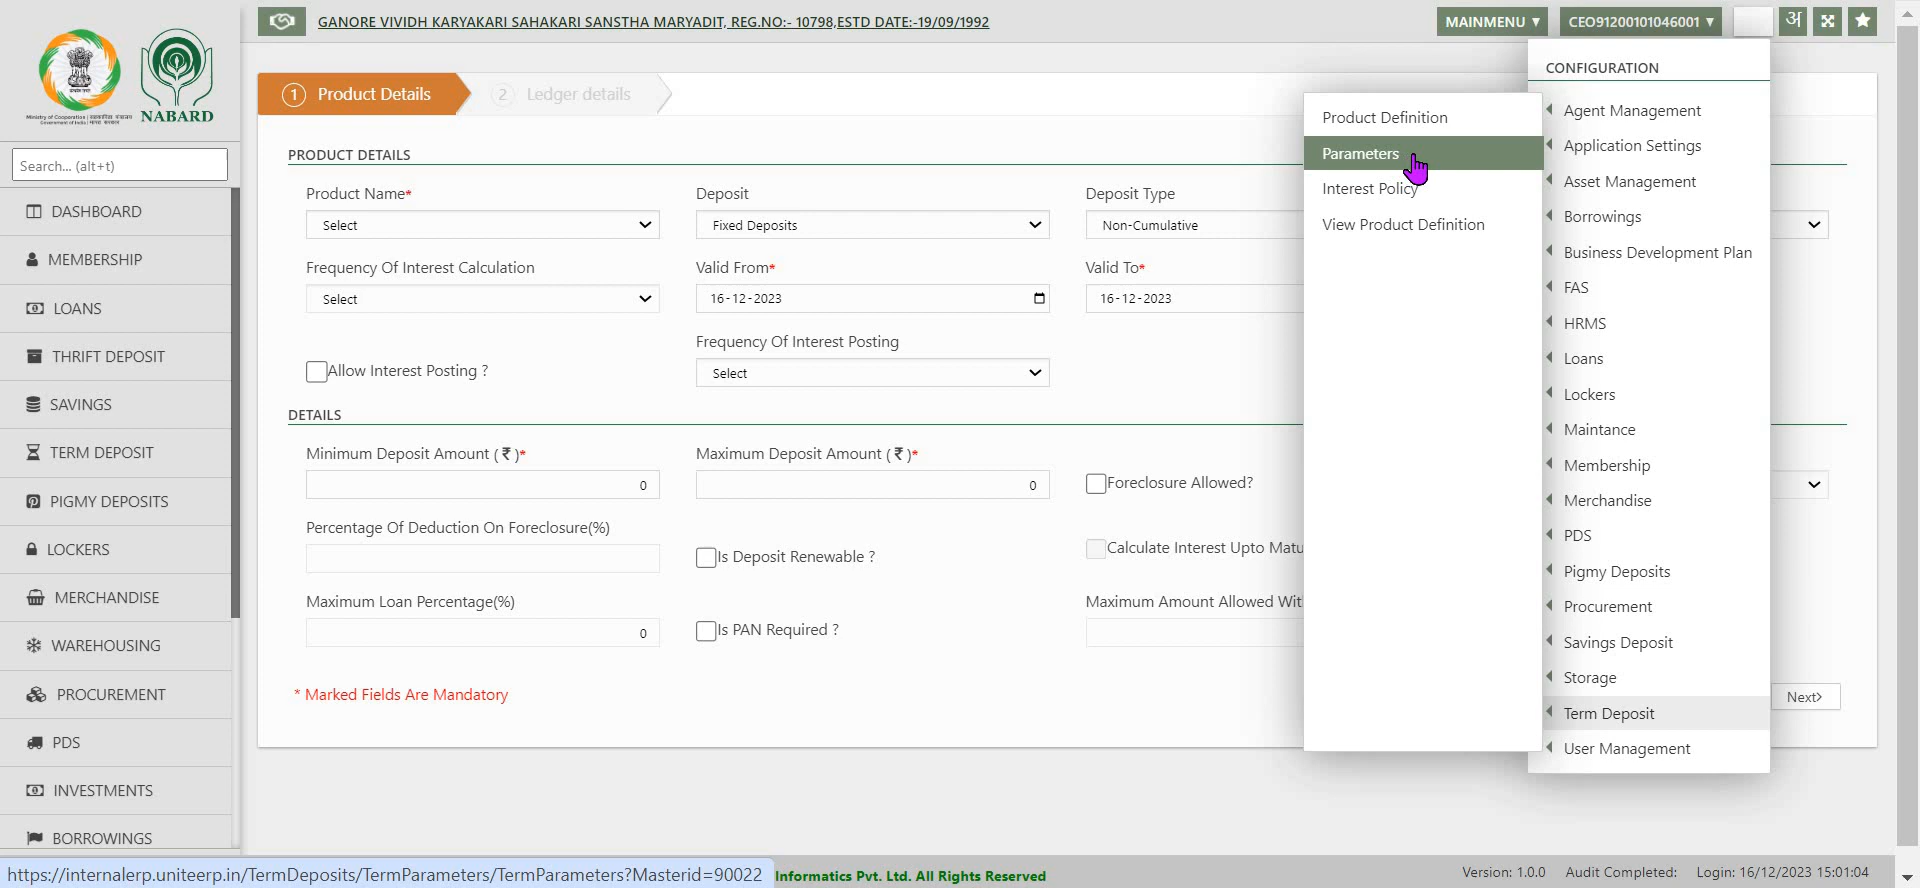 GANORE VIVIDH KARYAKARI SAHAKARI SANSTHA MARYADIT, REG.NO:- 10798,ESTD DATE:-19/09/1992
MAINMENU ▾
CEO91200101046001 ▾
अ
NABARD
Search... (alt+t)
DASHBOARD
MEMBERSHIP
LOANS
THRIFT DEPOSIT
SAVINGS
TERM DEPOSIT
PIGMY DEPOSITS
LOCKERS
MERCHANDISE
WAREHOUSING
PROCUREMENT
PDS
INVESTMENTS
BORROWINGS
1 Product Details
2 Ledger details
PRODUCT DETAILS
Product Name*
Select
Deposit
Fixed Deposits
Deposit Type
Non-Cumulative
Frequency Of Interest Calculation
Select
Valid From*
16-12-2023
Valid To*
16-12-2023
Allow Interest Posting ?
Frequency Of Interest Posting
Select
DETAILS
Minimum Deposit Amount ( ₹ )*
0
Maximum Deposit Amount ( ₹ )*
0
Foreclosure Allowed?
Percentage Of Deduction On Foreclosure(%)
Is Deposit Renewable ?
Calculate Interest Upto Matu
Maximum Loan Percentage(%)
0
Is PAN Required ?
Maximum Amount Allowed Wit
* Marked Fields Are Mandatory
Next>
Product Definition
Parameters
Interest Policy
View Product Definition
CONFIGURATION
Agent Management
Application Settings
Asset Management
Borrowings
Business Development Plan
FAS
HRMS
Loans
Lockers
Maintance
Membership
Merchandise
PDS
Pigmy Deposits
Procurement
Savings Deposit
Storage
Term Deposit
User Management
https://internalerp.uniteerp.in/TermDeposits/TermParameters/TermParameters?Masterid=90022
Informatics Pvt. Ltd. All Rights Reserved
Version: 1.0.0
Audit Completed:
Login: 16/12/2023 15:01:04